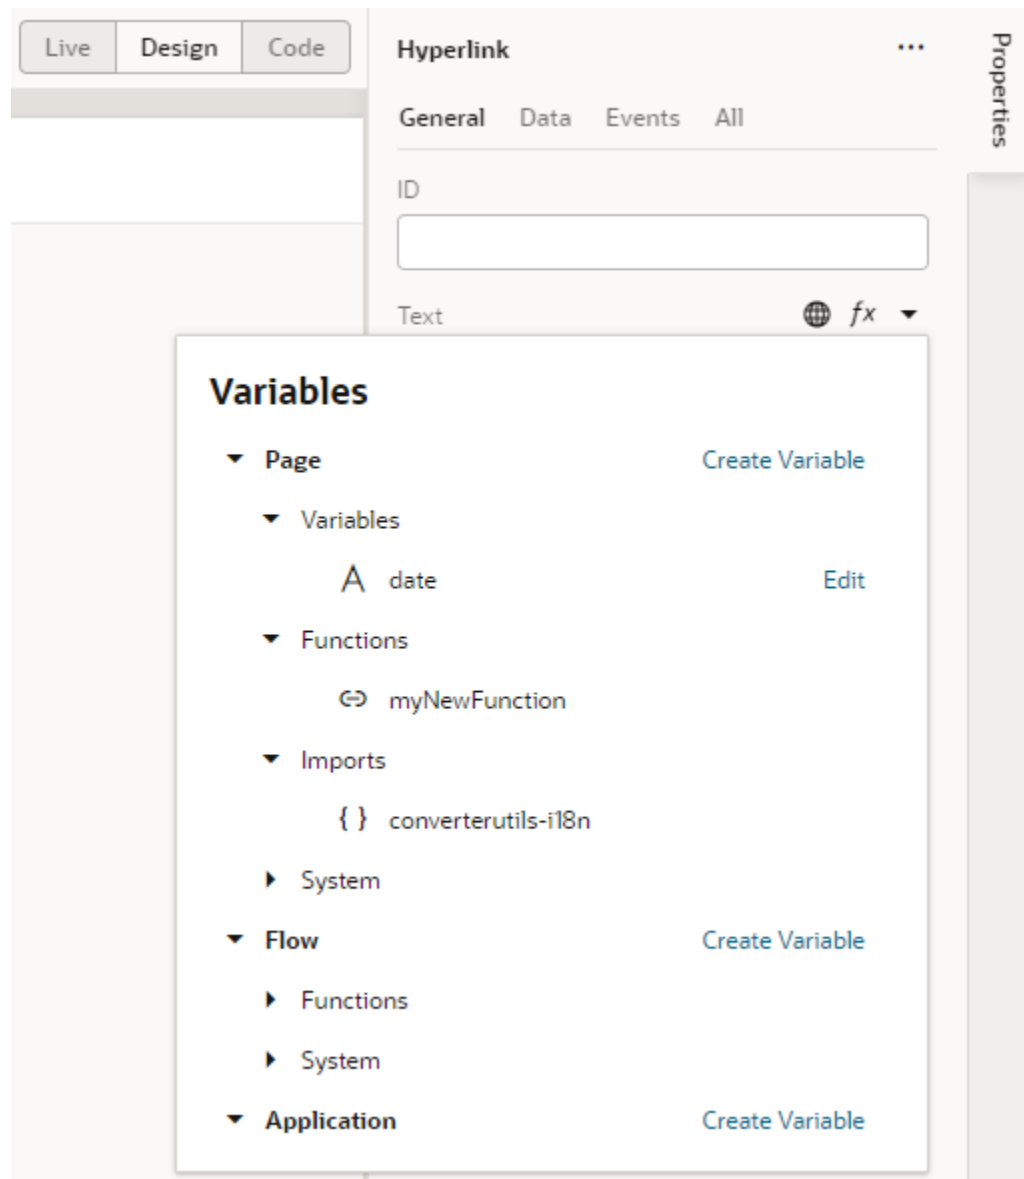 Live Design Code
Hyperlink ...
Properties
General Data Events All
ID
Text fx
Variables
Page Create Variable
Variables
A date Edit
Functions
myNewFunction
Imports
{ } converterutils-i18n
System
Flow Create Variable
Functions
System
Application Create Variable